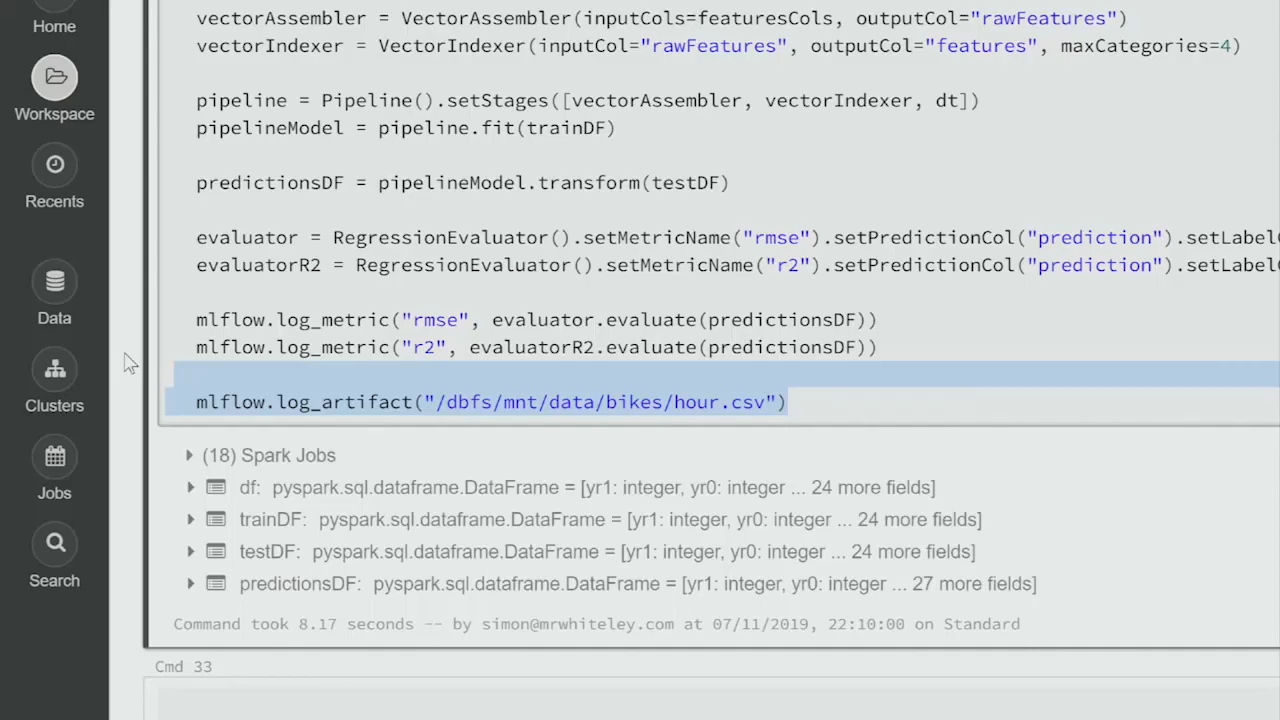 Home
Workspace
Recents
Data
Clusters
Jobs
Search
vectorAssembler = VectorAssembler(inputCols=featuresCols, outputCol="rawFeatures")
vectorIndexer = VectorIndexer(inputCol="rawFeatures", outputCol="features", maxCategories=4)
pipeline = Pipeline().setStages([vectorAssembler, vectorIndexer, dt])
pipelineModel = pipeline.fit(trainDF)
predictionsDF = pipelineModel.transform(testDF)
evaluator = RegressionEvaluator().setMetricName("rmse").setPredictionCol("prediction").setLabelC
evaluatorR2 = RegressionEvaluator().setMetricName("r2").setPredictionCol("prediction").setLabelC
mlflow.log_metric("rmse", evaluator.evaluate(predictionsDF))
mlflow.log_metric("r2", evaluatorR2.evaluate(predictionsDF))
mlflow.log_artifact("/dbfs/mnt/data/bikes/hour.csv")
(18) Spark Jobs
df: pyspark.sql.dataframe.DataFrame = [yr1: integer, yr0: integer ... 24 more fields]
trainDF: pyspark.sql.dataframe.DataFrame = [yr1: integer, yr0: integer ... 24 more fields]
testDF: pyspark.sql.dataframe.DataFrame = [yr1: integer, yr0: integer ... 24 more fields]
predictionsDF: pyspark.sql.dataframe.DataFrame = [yr1: integer, yr0: integer ... 27 more fields]
Command took 8.17 seconds -- by simon@mrwhiteley.com at 07/11/2019, 22:10:00 on Standard
Cmd 33